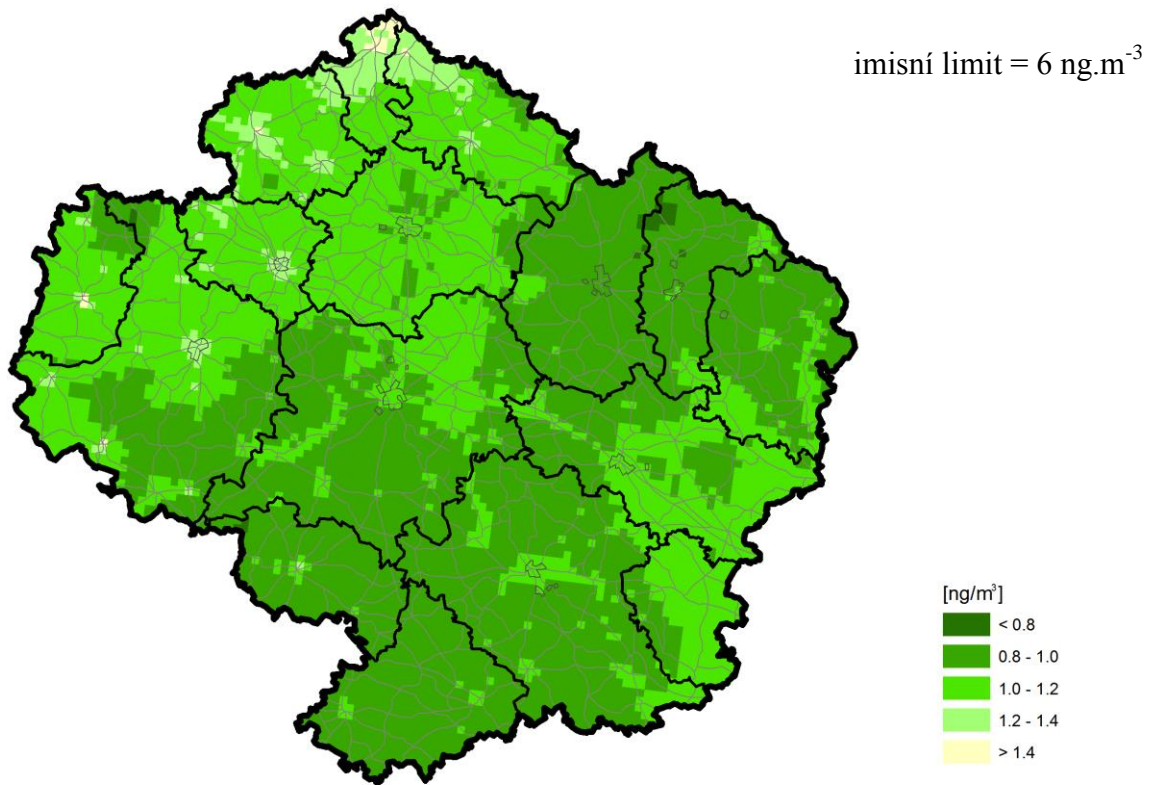 imisní limit = 6 ng.m⁻³
[ng/m³]
< 0.8
0.8 - 1.0
1.0 - 1.2
1.2 - 1.4
> 1.4